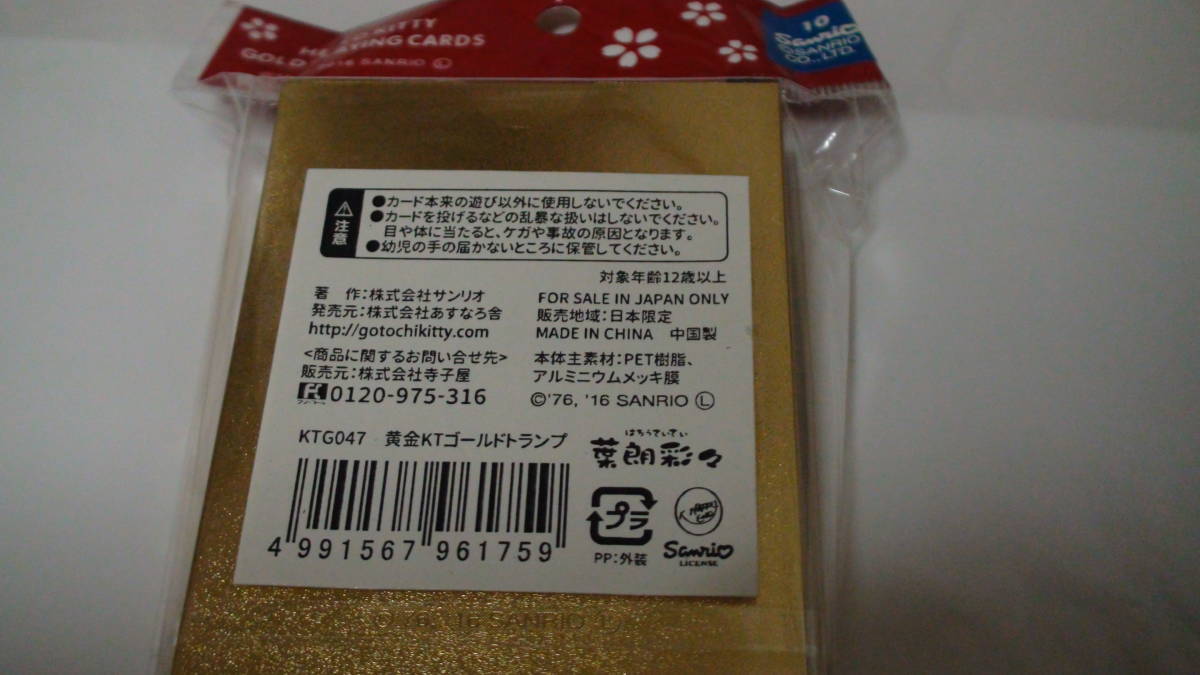 KITTY
CARDS
GOLD
'16 SANRIO Ⓛ
10
Sanrio
©SANRIO
CO.,LTD.
注意
●カード本来の遊び以外に使用しないでください。
●カードを投げるなどの乱暴な扱いはしないでください。
目や体に当たると、ケガや事故の原因となります。
●幼児の手の届かないところに保管してください。
対象年齢12歳以上
著 作：株式会社サンリオ
発売元：株式会社あすなろ舎
http://gotochikitty.com
<商品に関するお問い合せ先>
販売元：株式会社寺子屋
0120-975-316
FOR SALE IN JAPAN ONLY
販売地域：日本限定
MADE IN CHINA 中国製
本体主素材：PET樹脂、
アルミニウムメッキ膜
©'76, '16 SANRIO Ⓛ
KTG047 黄金KTゴールドトランプ
葉朗彩々
4 991567 961759
プラ
PP:外装
Sanrio
LICENSE
©'76, '16 SANRIO Ⓛ